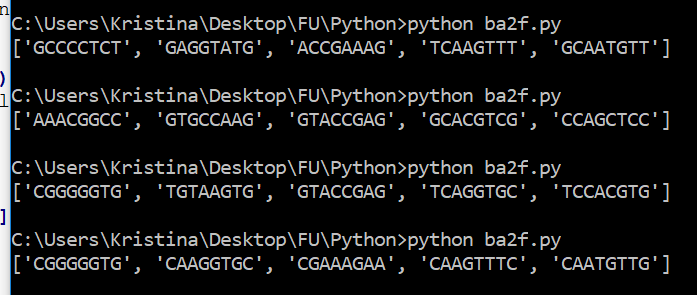 n
C:\Users\Kristina\Desktop\FU\Python>python ba2f.py
['GCCCCTCT', 'GAGGTATG', 'ACCGAAAG', 'TCAAGTTT', 'GCAATGTT']
)
l
C:\Users\Kristina\Desktop\FU\Python>python ba2f.py
['AAACGGCC', 'GTGCCAAG', 'GTACCGAG', 'GCACGTCG', 'CCAGCTCC']
C:\Users\Kristina\Desktop\FU\Python>python ba2f.py
['CGGGGGTG', 'TGTAAGTG', 'GTACCGAG', 'TCAGGTGC', 'TCCACGTG']
]
C:\Users\Kristina\Desktop\FU\Python>python ba2f.py
['CGGGGGTG', 'CAAGGTGC', 'CGAAAGAA', 'CAAGTTTC', 'CAATGTTG']